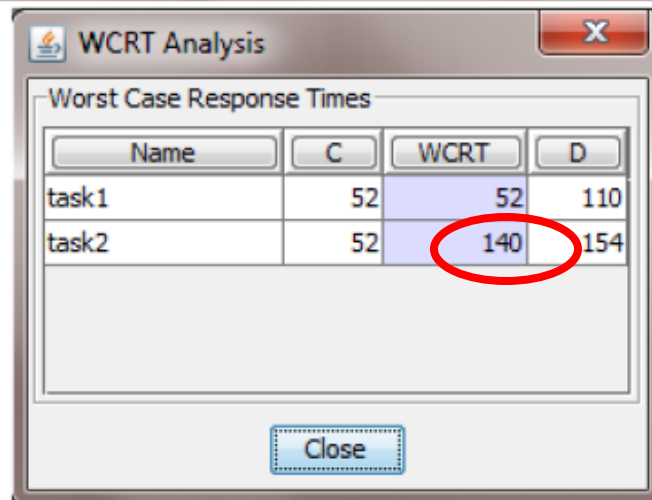 WCRT Analysis
Worst Case Response Times
Name C WCRT D
task1 52 52 110
task2 52 140 154
Close